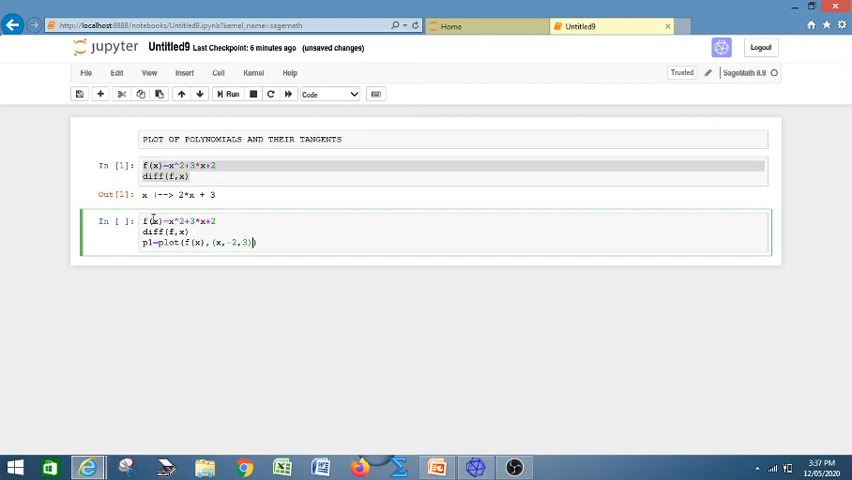 http://localhost:8888/notebooks/Untitled9.ipynb?kernel_name=sagemath
Home
Untitled9
jupyter Untitled9 Last Checkpoint: 6 minutes ago (unsaved changes)
Logout
File Edit View Insert Cell Kernel Help
Trusted
SageMath 8.9
Run
Code
PLOT OF POLYNOMIALS AND THEIR TANGENTS
In [1]: f(x)=x^2+3*x+2
diff(f,x)
Out[1]: x |--> 2*x + 3
In [ ]: f(x)=x^2+3*x+2
diff(f,x)
p1=plot(f(x),(x,-2,3))
3:37 PM
12/05/2020